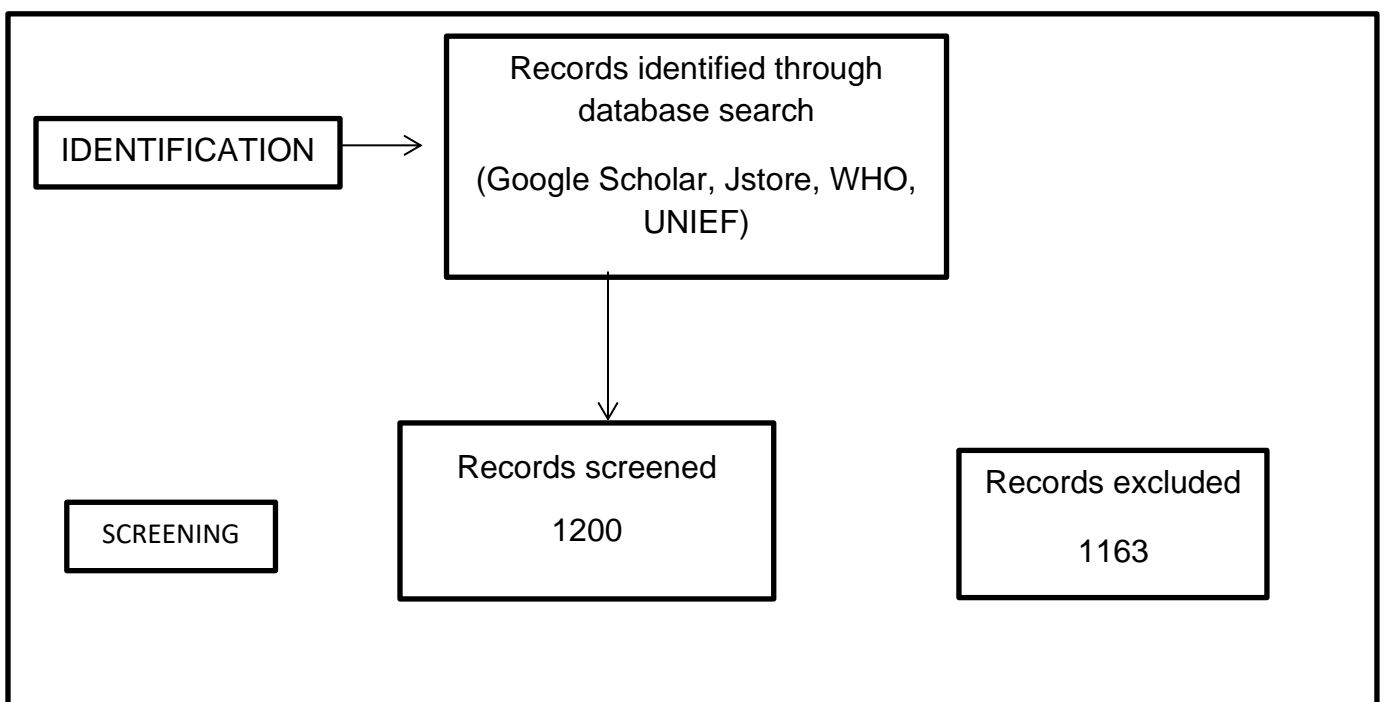 Records identified through
database search
(Google Scholar, Jstore, WHO,
UNIEF)
IDENTIFICATION
Records screened
1200
Records excluded
1163
SCREENING